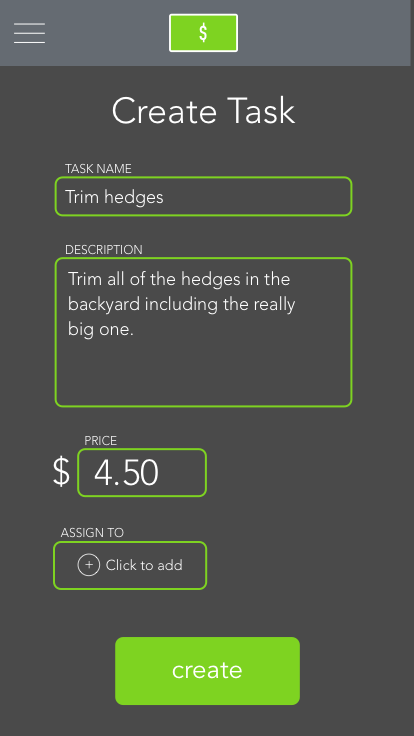 $
Create Task
TASK NAME
Trim hedges
DESCRIPTION
Trim all of the hedges in the
backyard including the really
big one.
PRICE
$ 4.50
ASSIGN TO
+ Click to add
create